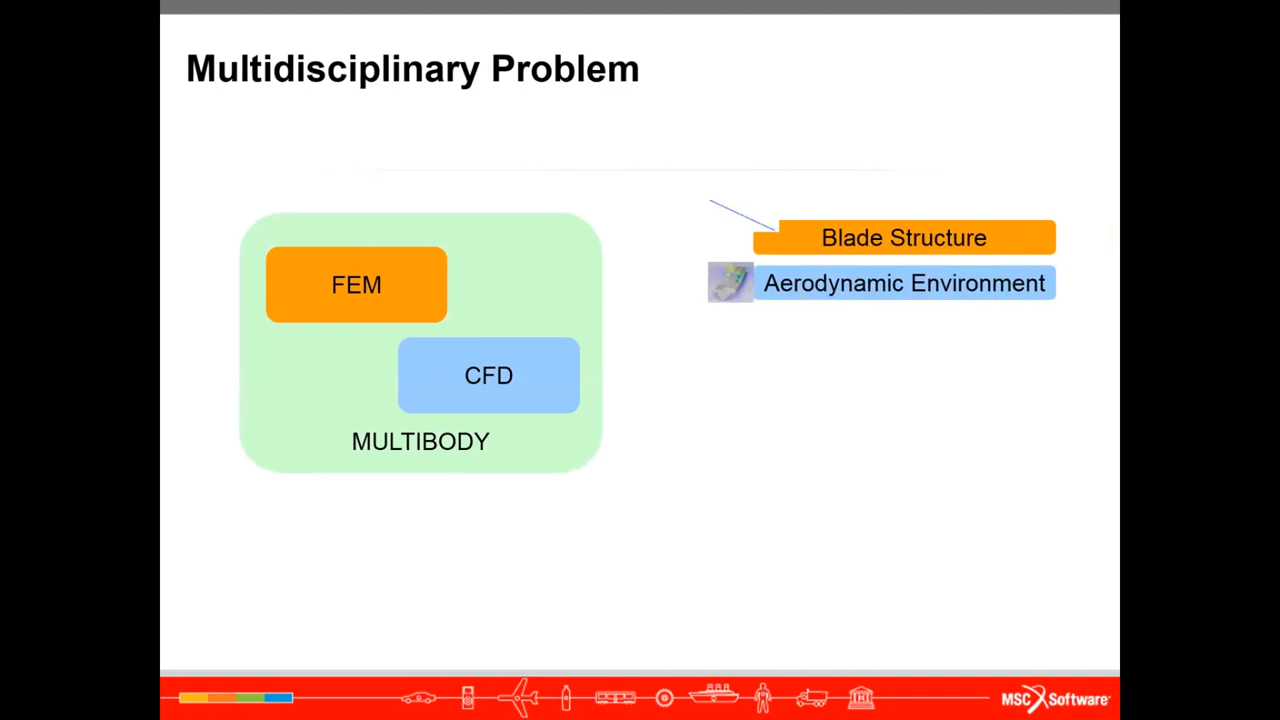 Multidisciplinary Problem
FEM
CFD
MULTIBODY
Blade Structure
Aerodynamic Environment
MSC Software